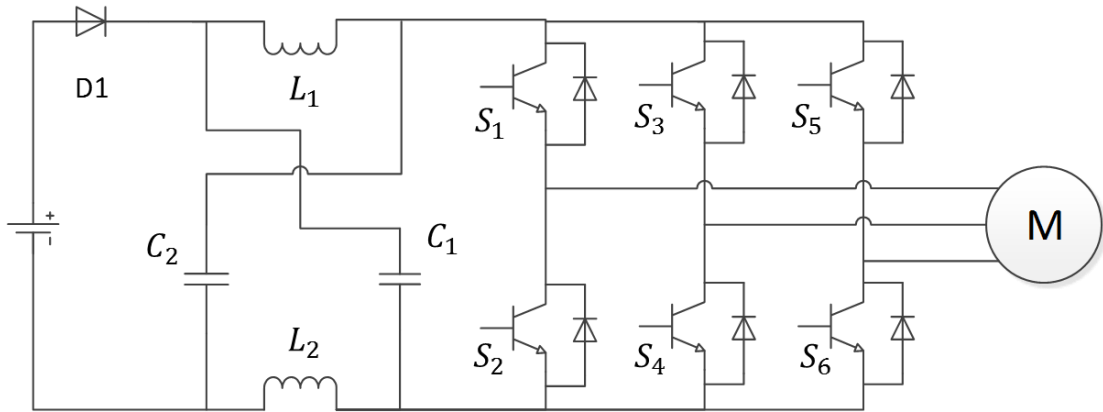 D1
L₁
S₁
S₃
S₅
+
-
C₂
C₁
M
L₂
S₂
S₄
S₆